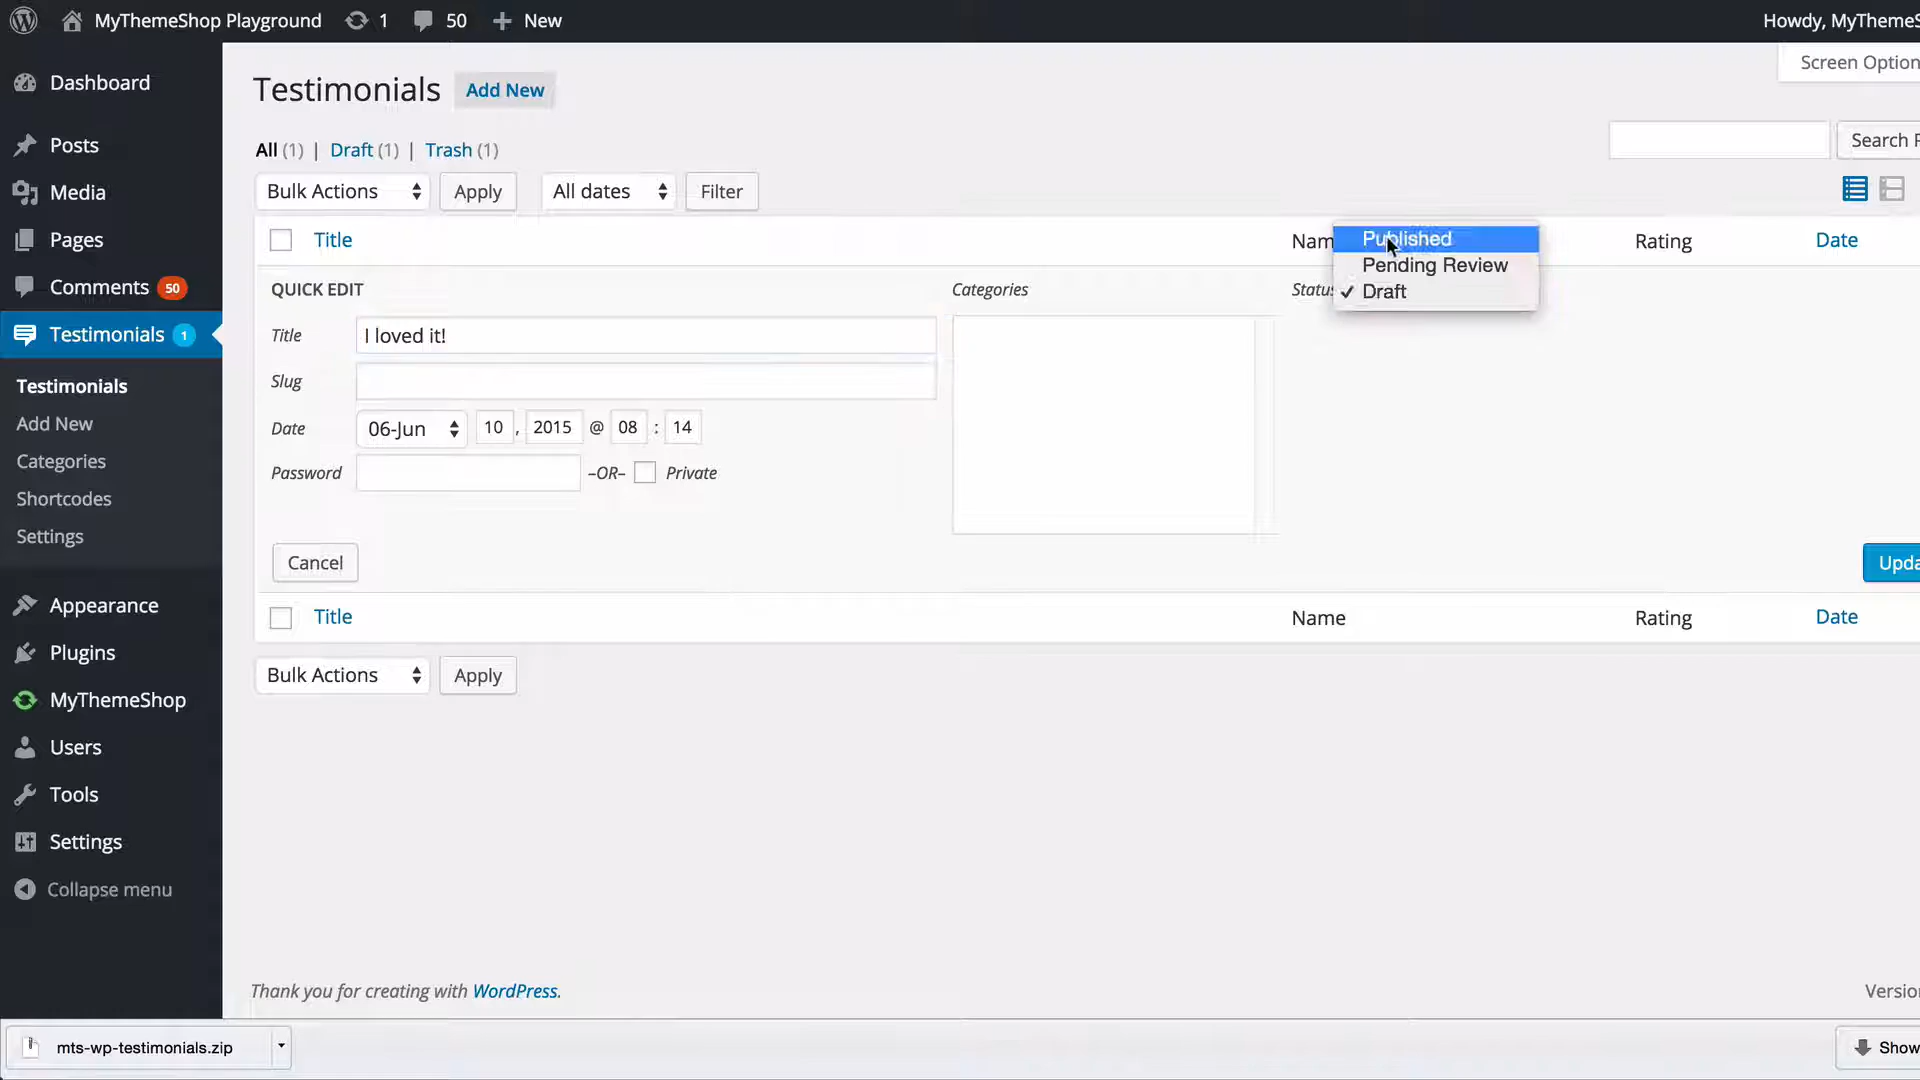 MyThemeShop Playground 1 50 New Howdy, MyThemeS
Screen Option
Dashboard
Posts
Media
Pages
Comments 50
Testimonials 1
Testimonials
Add New
Categories
Shortcodes
Settings
Appearance
Plugins
MyThemeShop
Users
Tools
Settings
Collapse menu
Testimonials Add New
All (1) | Draft (1) | Trash (1)
Search P
Bulk Actions Apply All dates Filter
Title Nam Rating Date
Published
Pending Review
✓ Draft
QUICK EDIT Categories Status
Title I loved it!
Slug
Date 06-Jun 10 , 2015 @ 08 : 14
Password –OR– Private
Cancel Upda
Title Name Rating Date
Bulk Actions Apply
Thank you for creating with WordPress. Versio
mts-wp-testimonials.zip Show